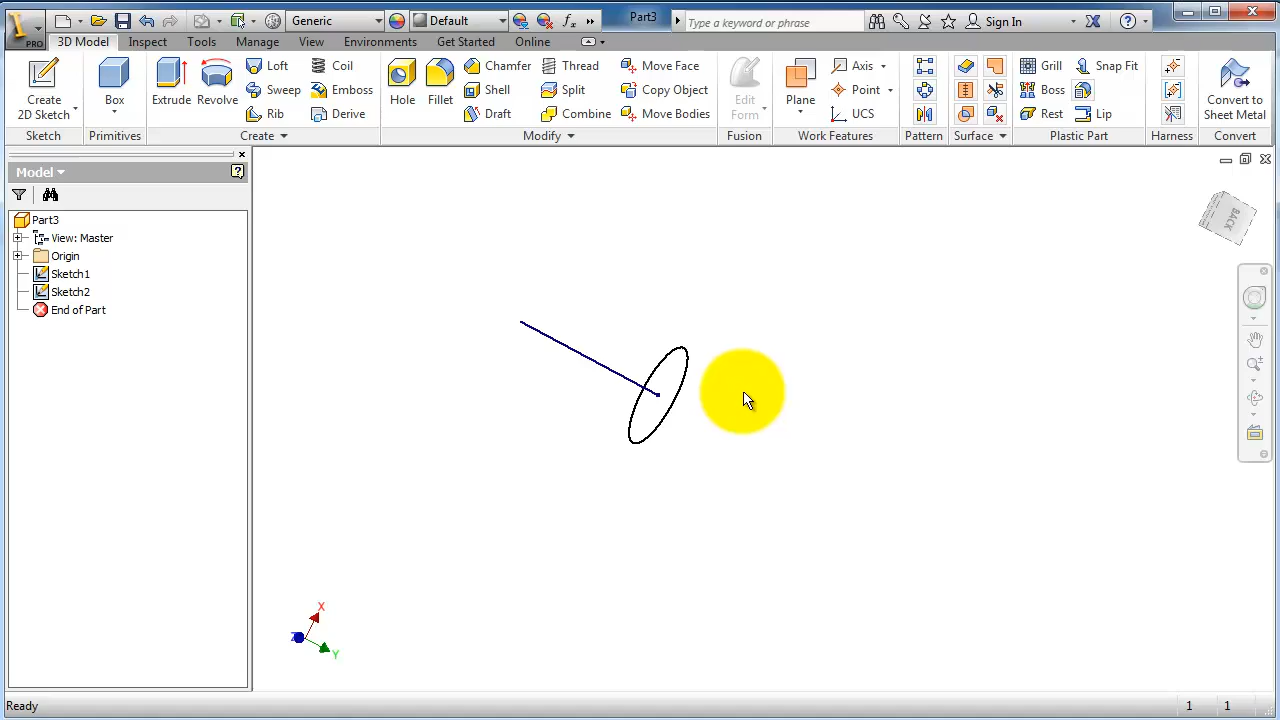 PRO
Generic
Default
fx
Part3
Type a keyword or phrase
Sign In
3D Model Inspect Tools Manage View Environments Get Started Online
Create 2D Sketch
Box
Extrude Revolve
Loft Coil
Sweep Emboss
Rib Derive
Hole Fillet
Chamfer Thread Move Face
Shell Split Copy Object
Draft Combine Move Bodies
Edit Form
Plane
Axis
Point
UCS
Grill Snap Fit
Boss
Rest Lip
Convert to Sheet Metal
Sketch Primitives Create Modify Fusion Work Features Pattern Surface Plastic Part Harness Convert
Model
Part3
View: Master
Origin
Sketch1
Sketch2
End of Part
BACK
X
Z
Y
Ready
1 1